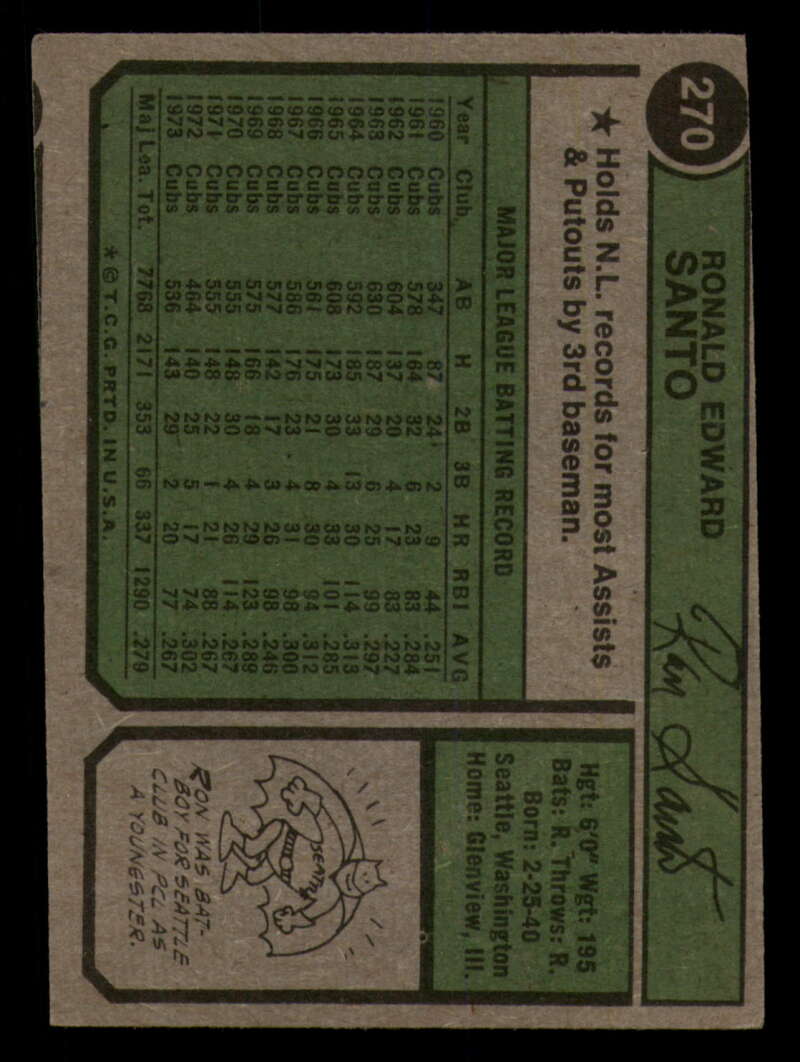 270
RONALD EDWARD
SANTO
Ron Santo
★ Holds N.L. records for most Assists
& Putouts by 3rd baseman.
MAJOR LEAGUE BATTING RECORD
Year Club AB H 2B 3B HR RBI AVG
1960 Cubs 347 87 24 2 9 44 .251
1961 Cubs 578 164 32 6 23 83 .284
1962 Cubs 604 137 20 4 17 83 .227
1963 Cubs 630 187 29 6 25 99 .297
1964 Cubs 592 185 33 13 30 114 .313
1965 Cubs 608 173 30 4 33 101 .285
1966 Cubs 561 175 21 8 30 94 .312
1967 Cubs 586 176 23 4 31 98 .300
1968 Cubs 577 142 17 3 26 98 .246
1969 Cubs 575 166 18 4 29 123 .289
1970 Cubs 555 148 30 4 26 114 .267
1971 Cubs 555 148 22 1 21 88 .267
1972 Cubs 464 140 25 5 17 74 .302
1973 Cubs 536 143 29 2 20 77 .267
Maj Lea. Tot. 7768 2171 353 66 337 1290 .279
* © T.C.G. PRTD. IN U.S.A.
Hgt: 6'0" Wgt: 195
Bats: R. Throws: R.
Born: 2-25-40
Seattle, Washington
Home: Glenview, Ill.
SEATTLE
RON WAS BAT-
BOY FOR SEATTLE
CLUB IN PCL AS
A YOUNGSTER.